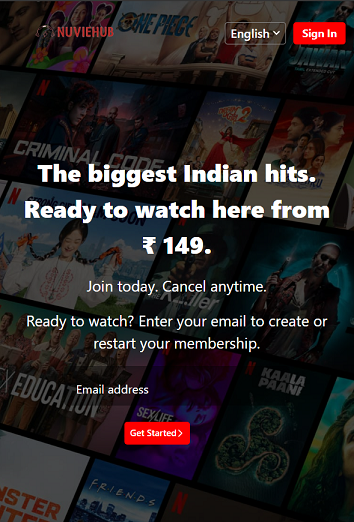 ONE PIECE
NUVIEHUB
English
Sign In
CRIMINAL CODE
The biggest Indian hits.
Ready to watch here from
₹ 149.
Join today. Cancel anytime.
Ready to watch? Enter your email to create or
restart your membership.
Email address
EDUCATION
KAALA
PAANI
SEX/LIFE
Get Started
FRIENDS